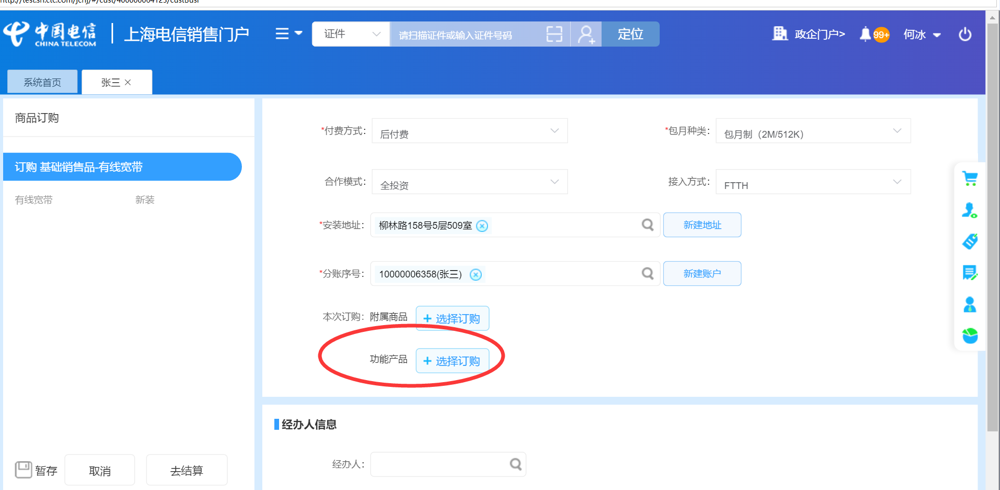 http://test.sh.ctc.com/jcrj/#/cust/400000064123/custBusi
中国电信 CHINA TELECOM 上海电信销售门户 证件 请扫描证件或输入证件号码 定位 政企门户> 99+ 何冰
系统首页 张三
商品订购
订购 基础销售品-有线宽带
有线宽带 新装
*付费方式: 后付费 *包月种类: 包月制（2M/512K）
合作模式: 全投资 接入方式: FTTH
*安装地址: 柳林路158号5层509室 新建地址
*分账序号: 10000006358(张三) 新建账户
本次订购: 附属商品 + 选择订购
功能产品 + 选择订购
经办人信息
经办人:
暂存 取消 去结算